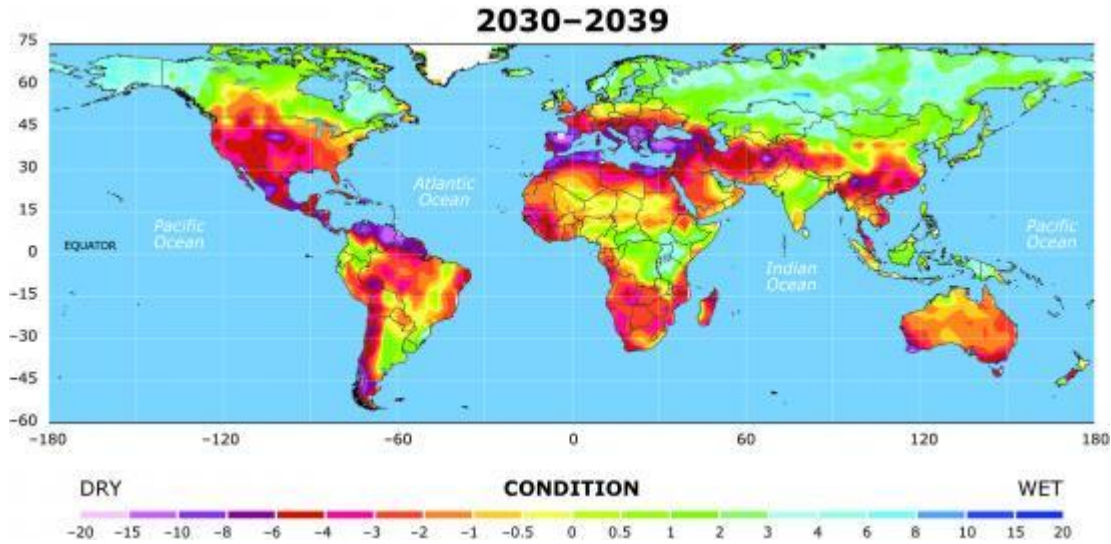 2030–2039
75
60
45
30
15
0
−15
−30
−45
−60
Atlantic
Ocean
Pacific
Ocean
EQUATOR
Indian
Ocean
Pacific
Ocean
−180 −120 −60 0 60 120 180
DRY CONDITION WET
−20 −15 −10 −8 −6 −4 −3 −2 −1 −0.5 0 0.5 1 2 3 4 6 8 10 15 20